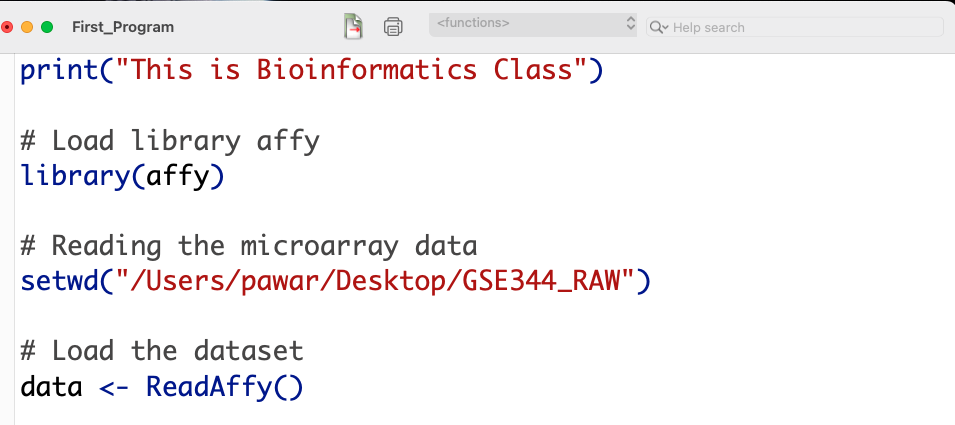 First_Program
<functions>
Help search
print("This is Bioinformatics Class")
# Load library affy
library(affy)
# Reading the microarray data
setwd("/Users/pawar/Desktop/GSE344_RAW")
# Load the dataset
data <- ReadAffy()